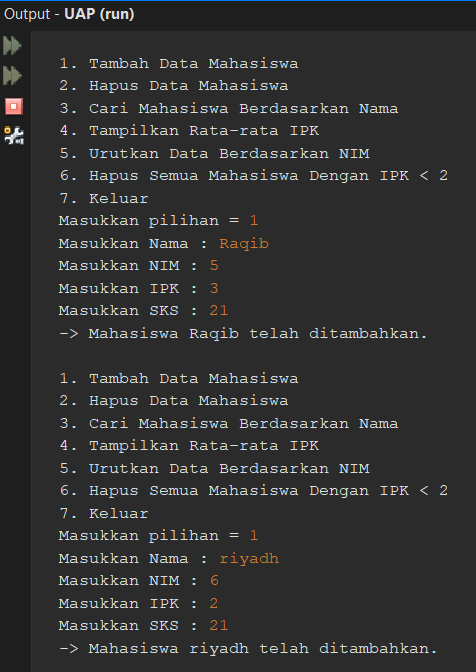 Output - UAP (run)
1. Tambah Data Mahasiswa
2. Hapus Data Mahasiswa
3. Cari Mahasiswa Berdasarkan Nama
4. Tampilkan Rata-rata IPK
5. Urutkan Data Berdasarkan NIM
6. Hapus Semua Mahasiswa Dengan IPK < 2
7. Keluar
Masukkan pilihan = 1
Masukkan Nama : Raqib
Masukkan NIM : 5
Masukkan IPK : 3
Masukkan SKS : 21
-> Mahasiswa Raqib telah ditambahkan.
1. Tambah Data Mahasiswa
2. Hapus Data Mahasiswa
3. Cari Mahasiswa Berdasarkan Nama
4. Tampilkan Rata-rata IPK
5. Urutkan Data Berdasarkan NIM
6. Hapus Semua Mahasiswa Dengan IPK < 2
7. Keluar
Masukkan pilihan = 1
Masukkan Nama : riyadh
Masukkan NIM : 6
Masukkan IPK : 2
Masukkan SKS : 21
-> Mahasiswa riyadh telah ditambahkan.